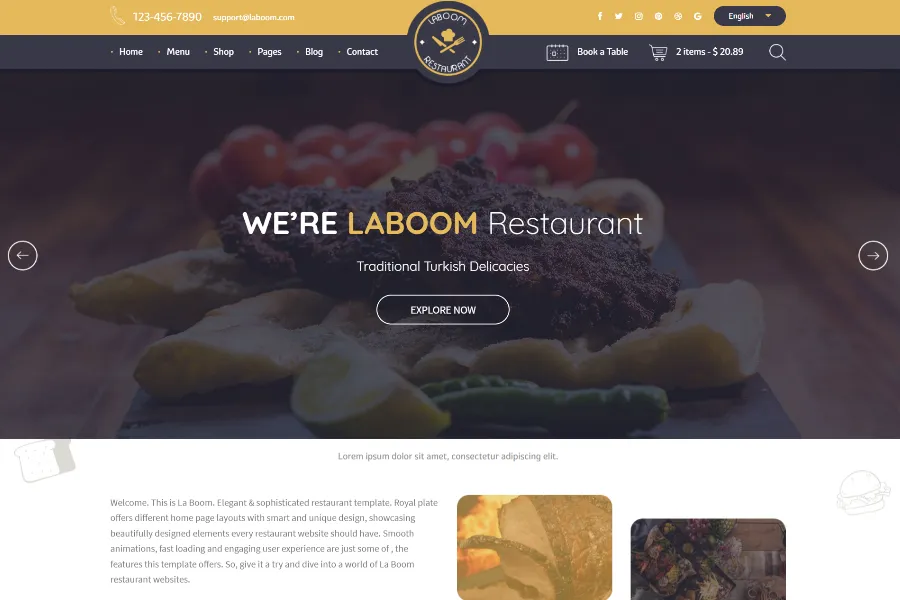 123-456-7890 support@laboom.com English
LABOOM
RESTAURANT
Home Menu Shop Pages Blog Contact Book a Table 2 items - $ 20.89
WE'RE LABOOM Restaurant
Traditional Turkish Delicacies
EXPLORE NOW
Lorem ipsum dolor sit amet, consectetur adipiscing elit.
Welcome. This is La Boom. Elegant & sophisticated restaurant template. Royal plate
offers different home page layouts with smart and unique design, showcasing
beautifully designed elements every restaurant website should have. Smooth
animations, fast loading and engaging user experience are just some of , the
features this template offers. So, give it a try and dive into a world of La Boom
restaurant websites.